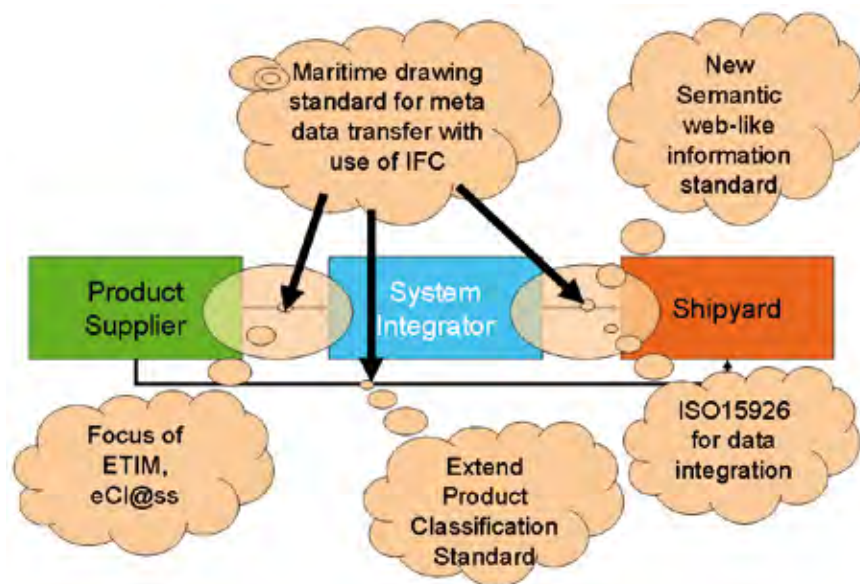 Maritime drawing
standard for meta
data transfer with
use of IFC
New
Semantic
web-like
information
standard
Product
Supplier
System
Integrator
Shipyard
Focus of
ETIM,
eCl@ss
Extend
Product
Classification
Standard
ISO15926
for data
integration